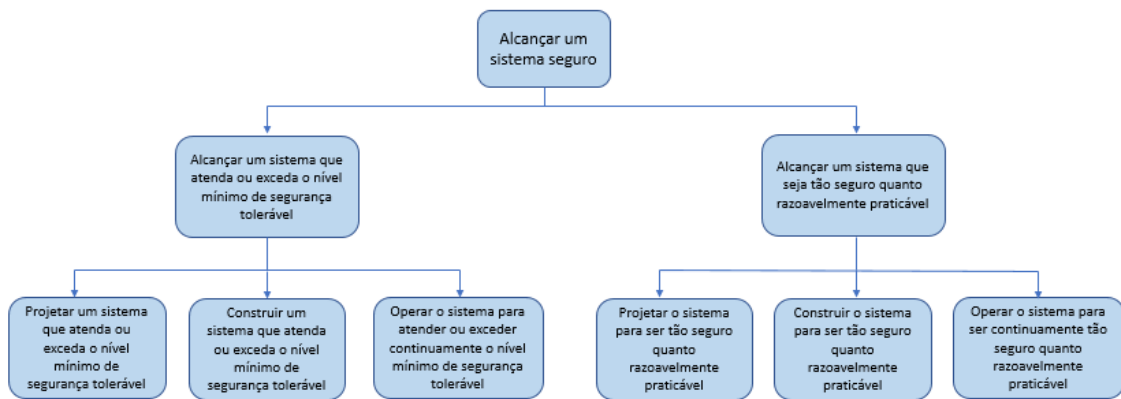 Alcançar um
sistema seguro
Alcançar um sistema que
atenda ou exceda o nível
mínimo de segurança
tolerável
Alcançar um sistema que
seja tão seguro quanto
razoavelmente praticável
Projetar um sistema
que atenda ou
exceda o nível
mínimo de
segurança tolerável
Construir um
sistema que atenda
ou exceda o nível
mínimo de
segurança tolerável
Operar o sistema para
atender ou exceder
continuamente o nível
mínimo de segurança
tolerável
Projetar o sistema
para ser tão seguro
quanto
razoavelmente
praticável
Construir o sistema
para ser tão seguro
quanto
razoavelmente
praticável
Operar o sistema para
ser continuamente tão
seguro quanto
razoavelmente
praticável